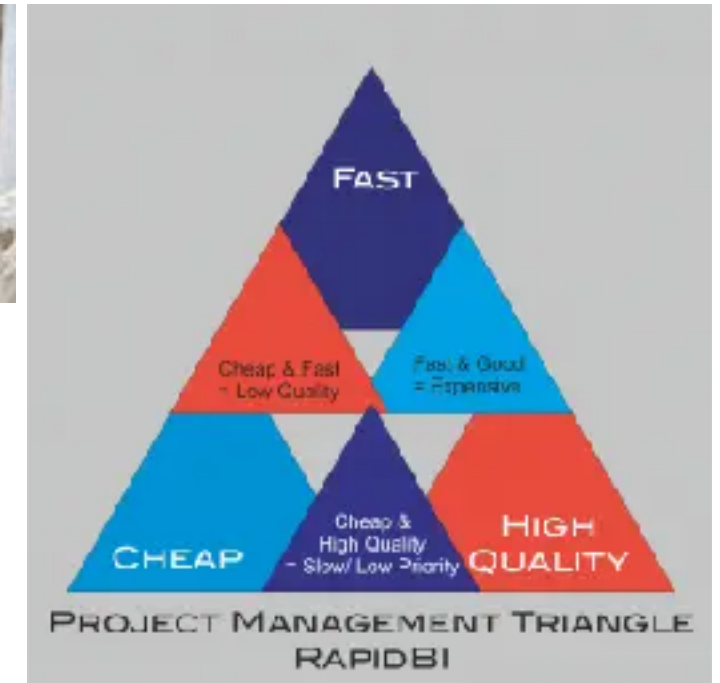 FAST
Cheap & Fast
= Low Quality
Fast & Good
= Expensive
Cheap &
High Quality
= Slow/ Low Priority
CHEAP
HIGH
QUALITY
PROJECT MANAGEMENT TRIANGLE
RAPIDBI